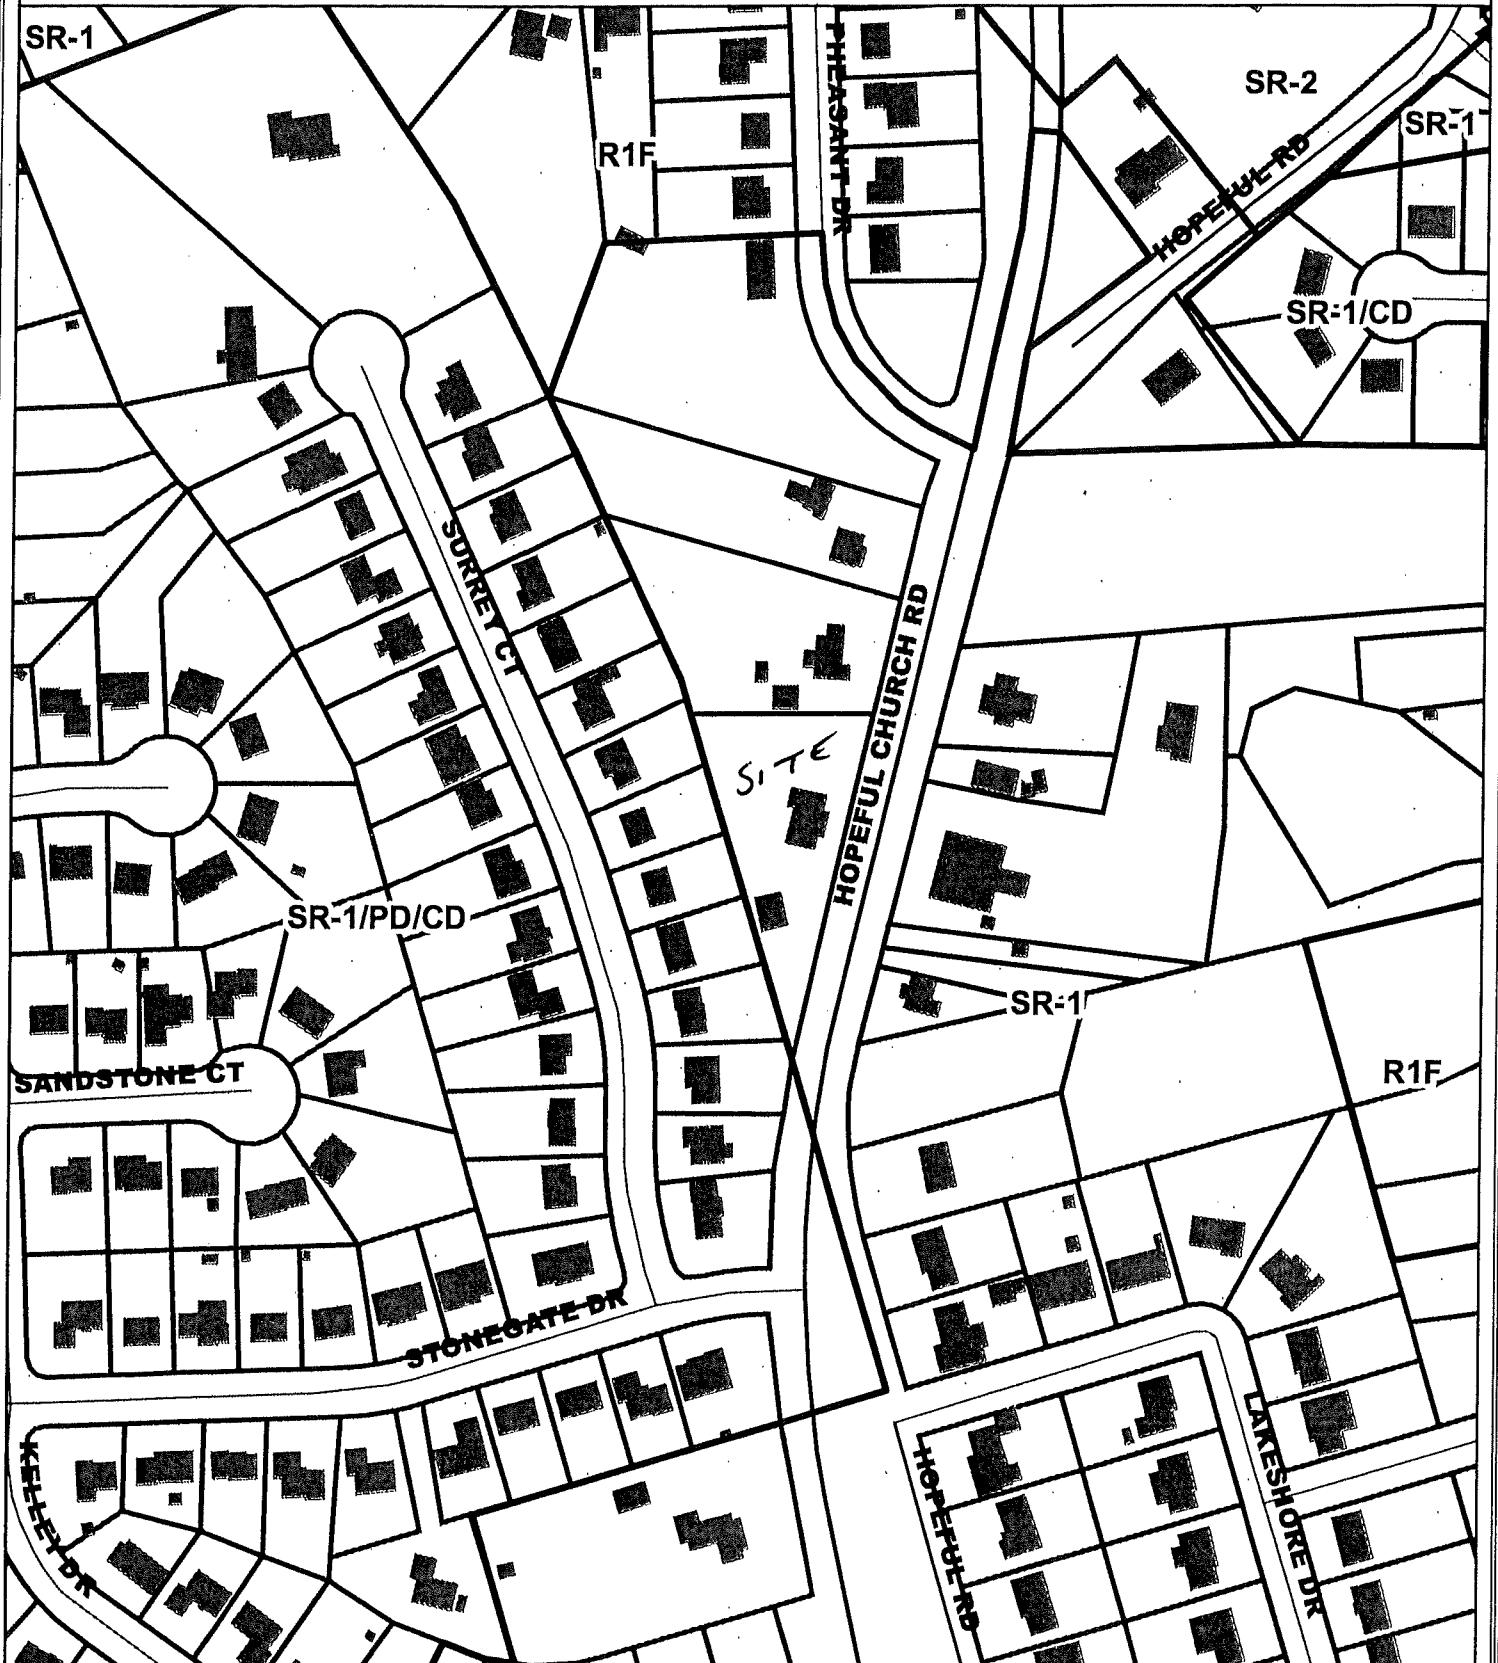 SR-1
PHEASANT DR
SR-2
SR-1
R1F
HOPEFUL RD
SR-1/CD
SURREY CT
HOPEFUL CHURCH RD
SITE
SR-1/PD/CD
SR-1
R1F
SANDSTONE CT
STONEGATE DR
KELLEY DR
HOPEFUL RD
LAKESHORE DR